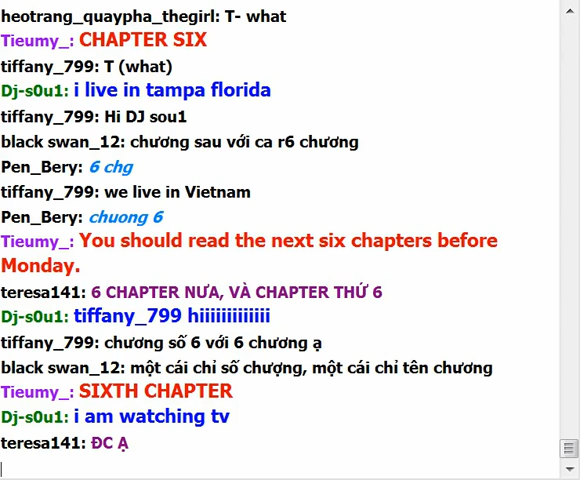 heotrang_quaypha_thegirl: T- what
Tieumy_: CHAPTER SIX
tiffany_799: T (what)
Dj-s0u1: i live in tampa florida
tiffany_799: Hi DJ sou1
black swan_12: chương sau với ca r6 chương
Pen_Bery: 6 chg
tiffany_799: we live in Vietnam
Pen_Bery: chuong 6
Tieumy_: You should read the next six chapters before
Monday.
teresa141: 6 CHAPTER NƯA, VÀ CHAPTER THỨ 6
Dj-s0u1: tiffany_799 hiiiiiiiiiiiii
tiffany_799: chương số 6 với 6 chương ạ
black swan_12: một cái chỉ số chượng, một cái chỉ tên chương
Tieumy_: SIXTH CHAPTER
Dj-s0u1: i am watching tv
teresa141: ĐC Ạ